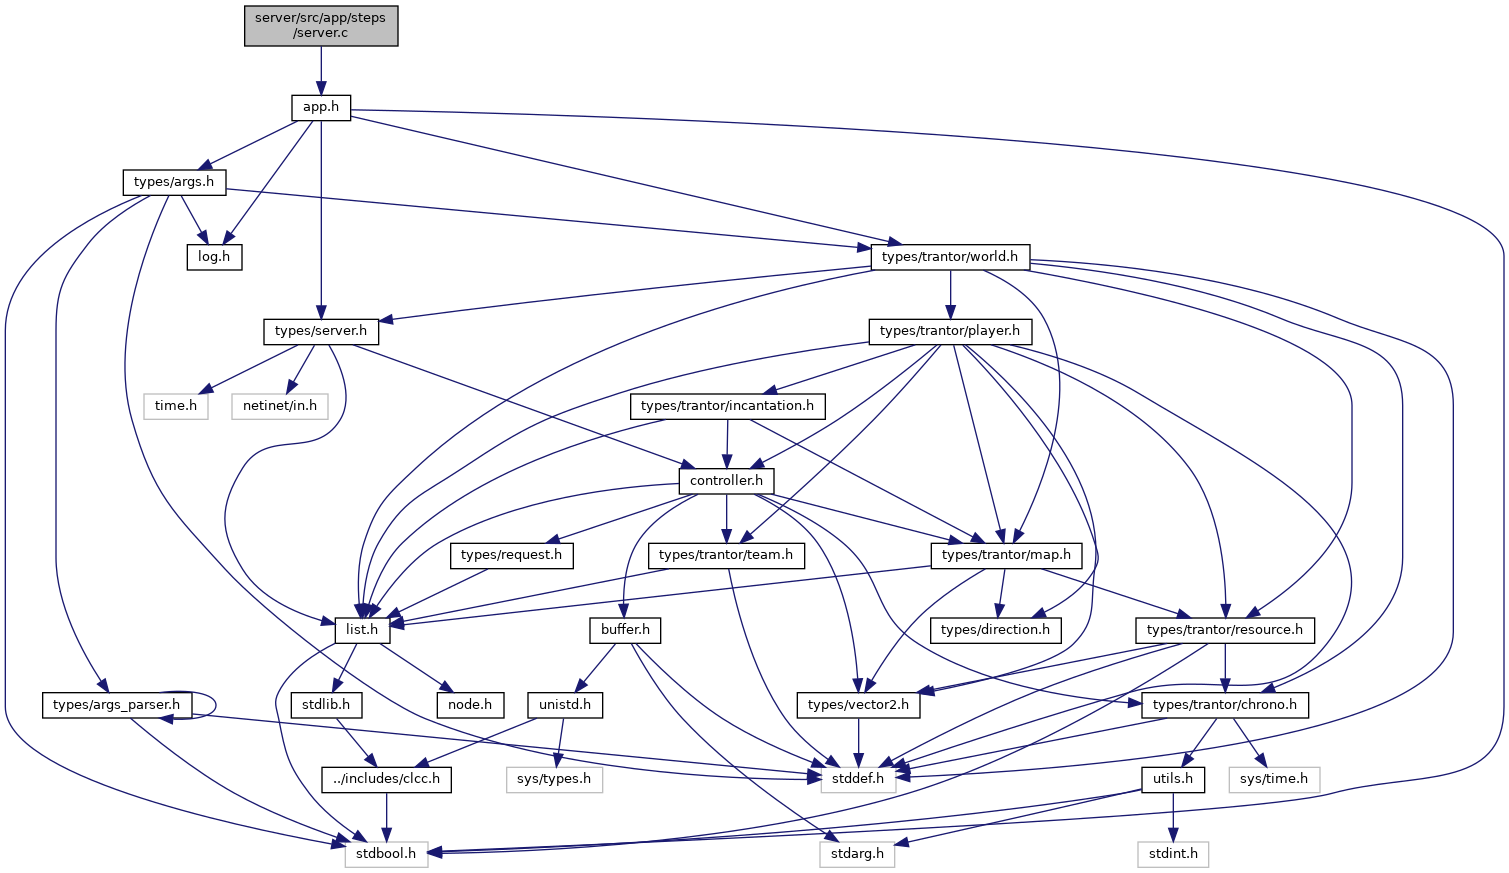 server/src/app/steps
/server.c
app.h
types/args.h
log.h
types/trantor/world.h
types/server.h
types/trantor/player.h
time.h
netinet/in.h
types/trantor/incantation.h
controller.h
types/request.h
types/trantor/team.h
types/trantor/map.h
list.h
buffer.h
types/direction.h
types/trantor/resource.h
types/args_parser.h
stdlib.h
node.h
unistd.h
types/vector2.h
types/trantor/chrono.h
../includes/clcc.h
sys/types.h
stddef.h
utils.h
sys/time.h
stdbool.h
stdarg.h
stdint.h